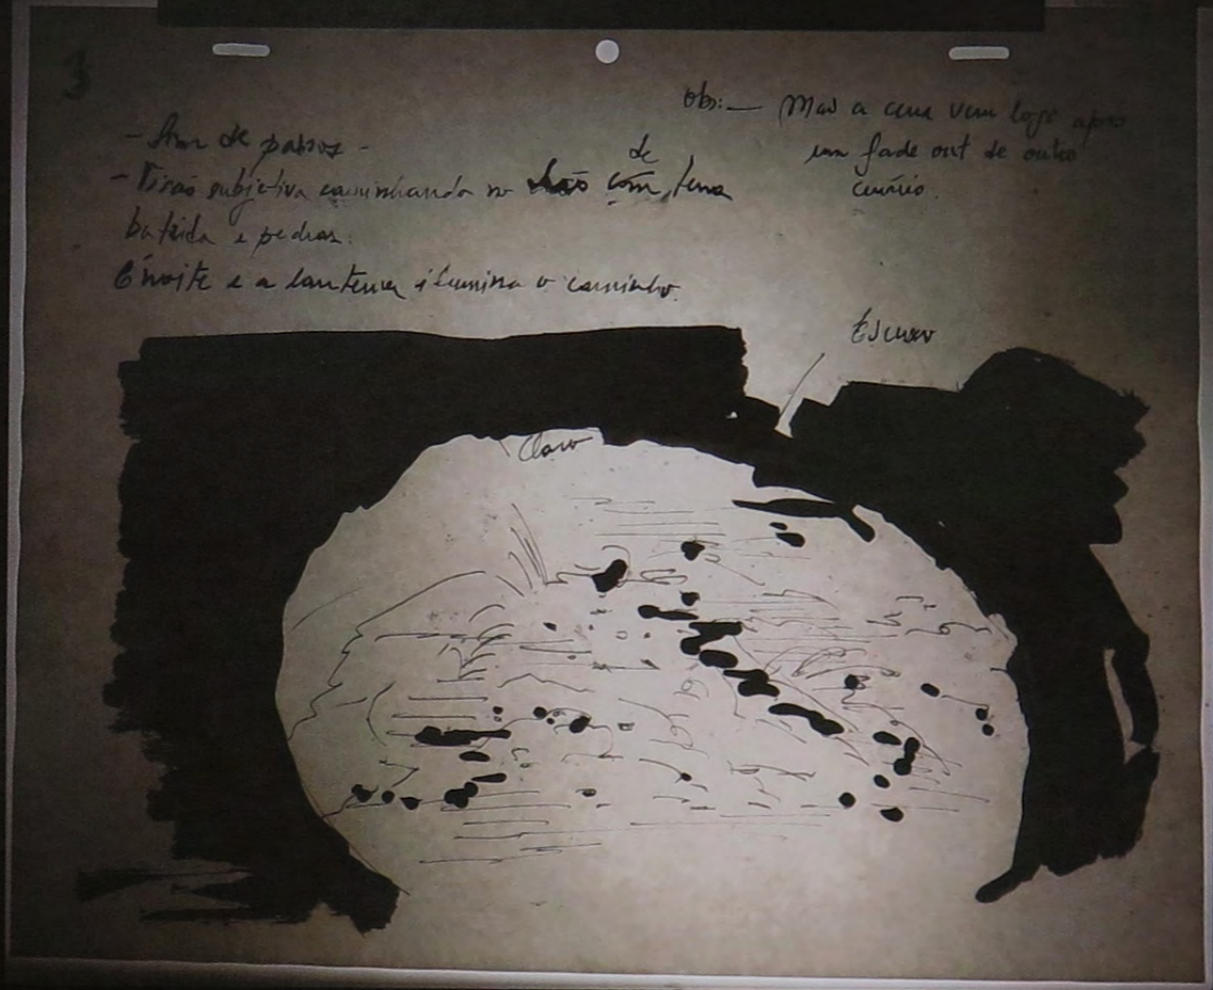 3
- Som de passos -
- Visão subjetiva caminhando no chão de terra
batida e pedras.
É noite e a lanterna ilumina o caminho.
Obs:- Mas a cena vem logo após
um fade out de outro
cenário.
Escuro
Claro